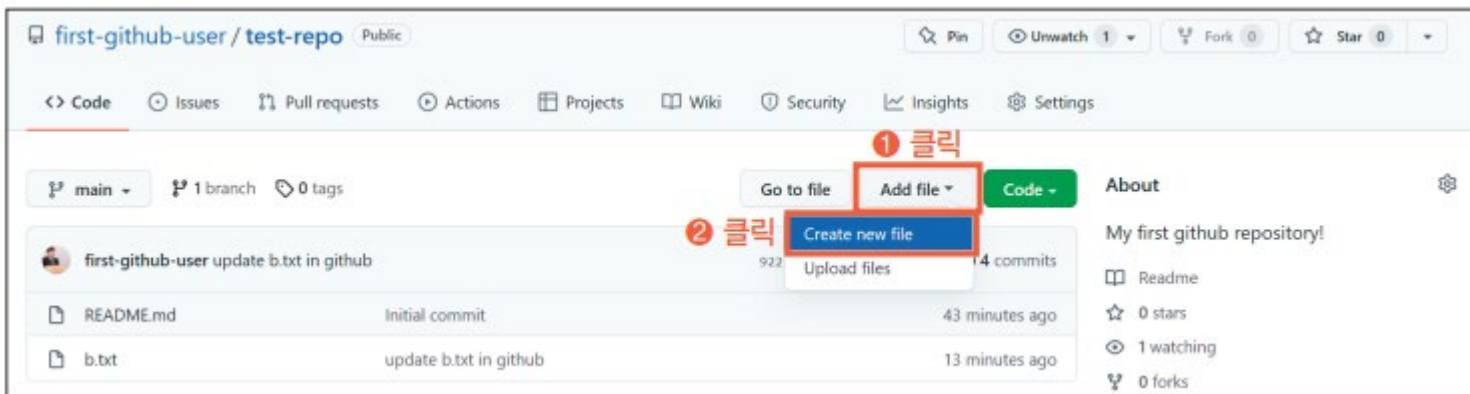 first-github-user / test-repo Public Pin Unwatch 1 Fork 0 Star 0
Code Issues Pull requests Actions Projects Wiki Security Insights Settings
❶ 클릭
main 1 branch 0 tags Go to file Add file Code About
❷ 클릭 Create new file
My first github repository!
first-github-user update b.txt in github 922 4 commits
Upload files
Readme
README.md Initial commit 43 minutes ago
0 stars
b.txt update b.txt in github 13 minutes ago
1 watching
0 forks